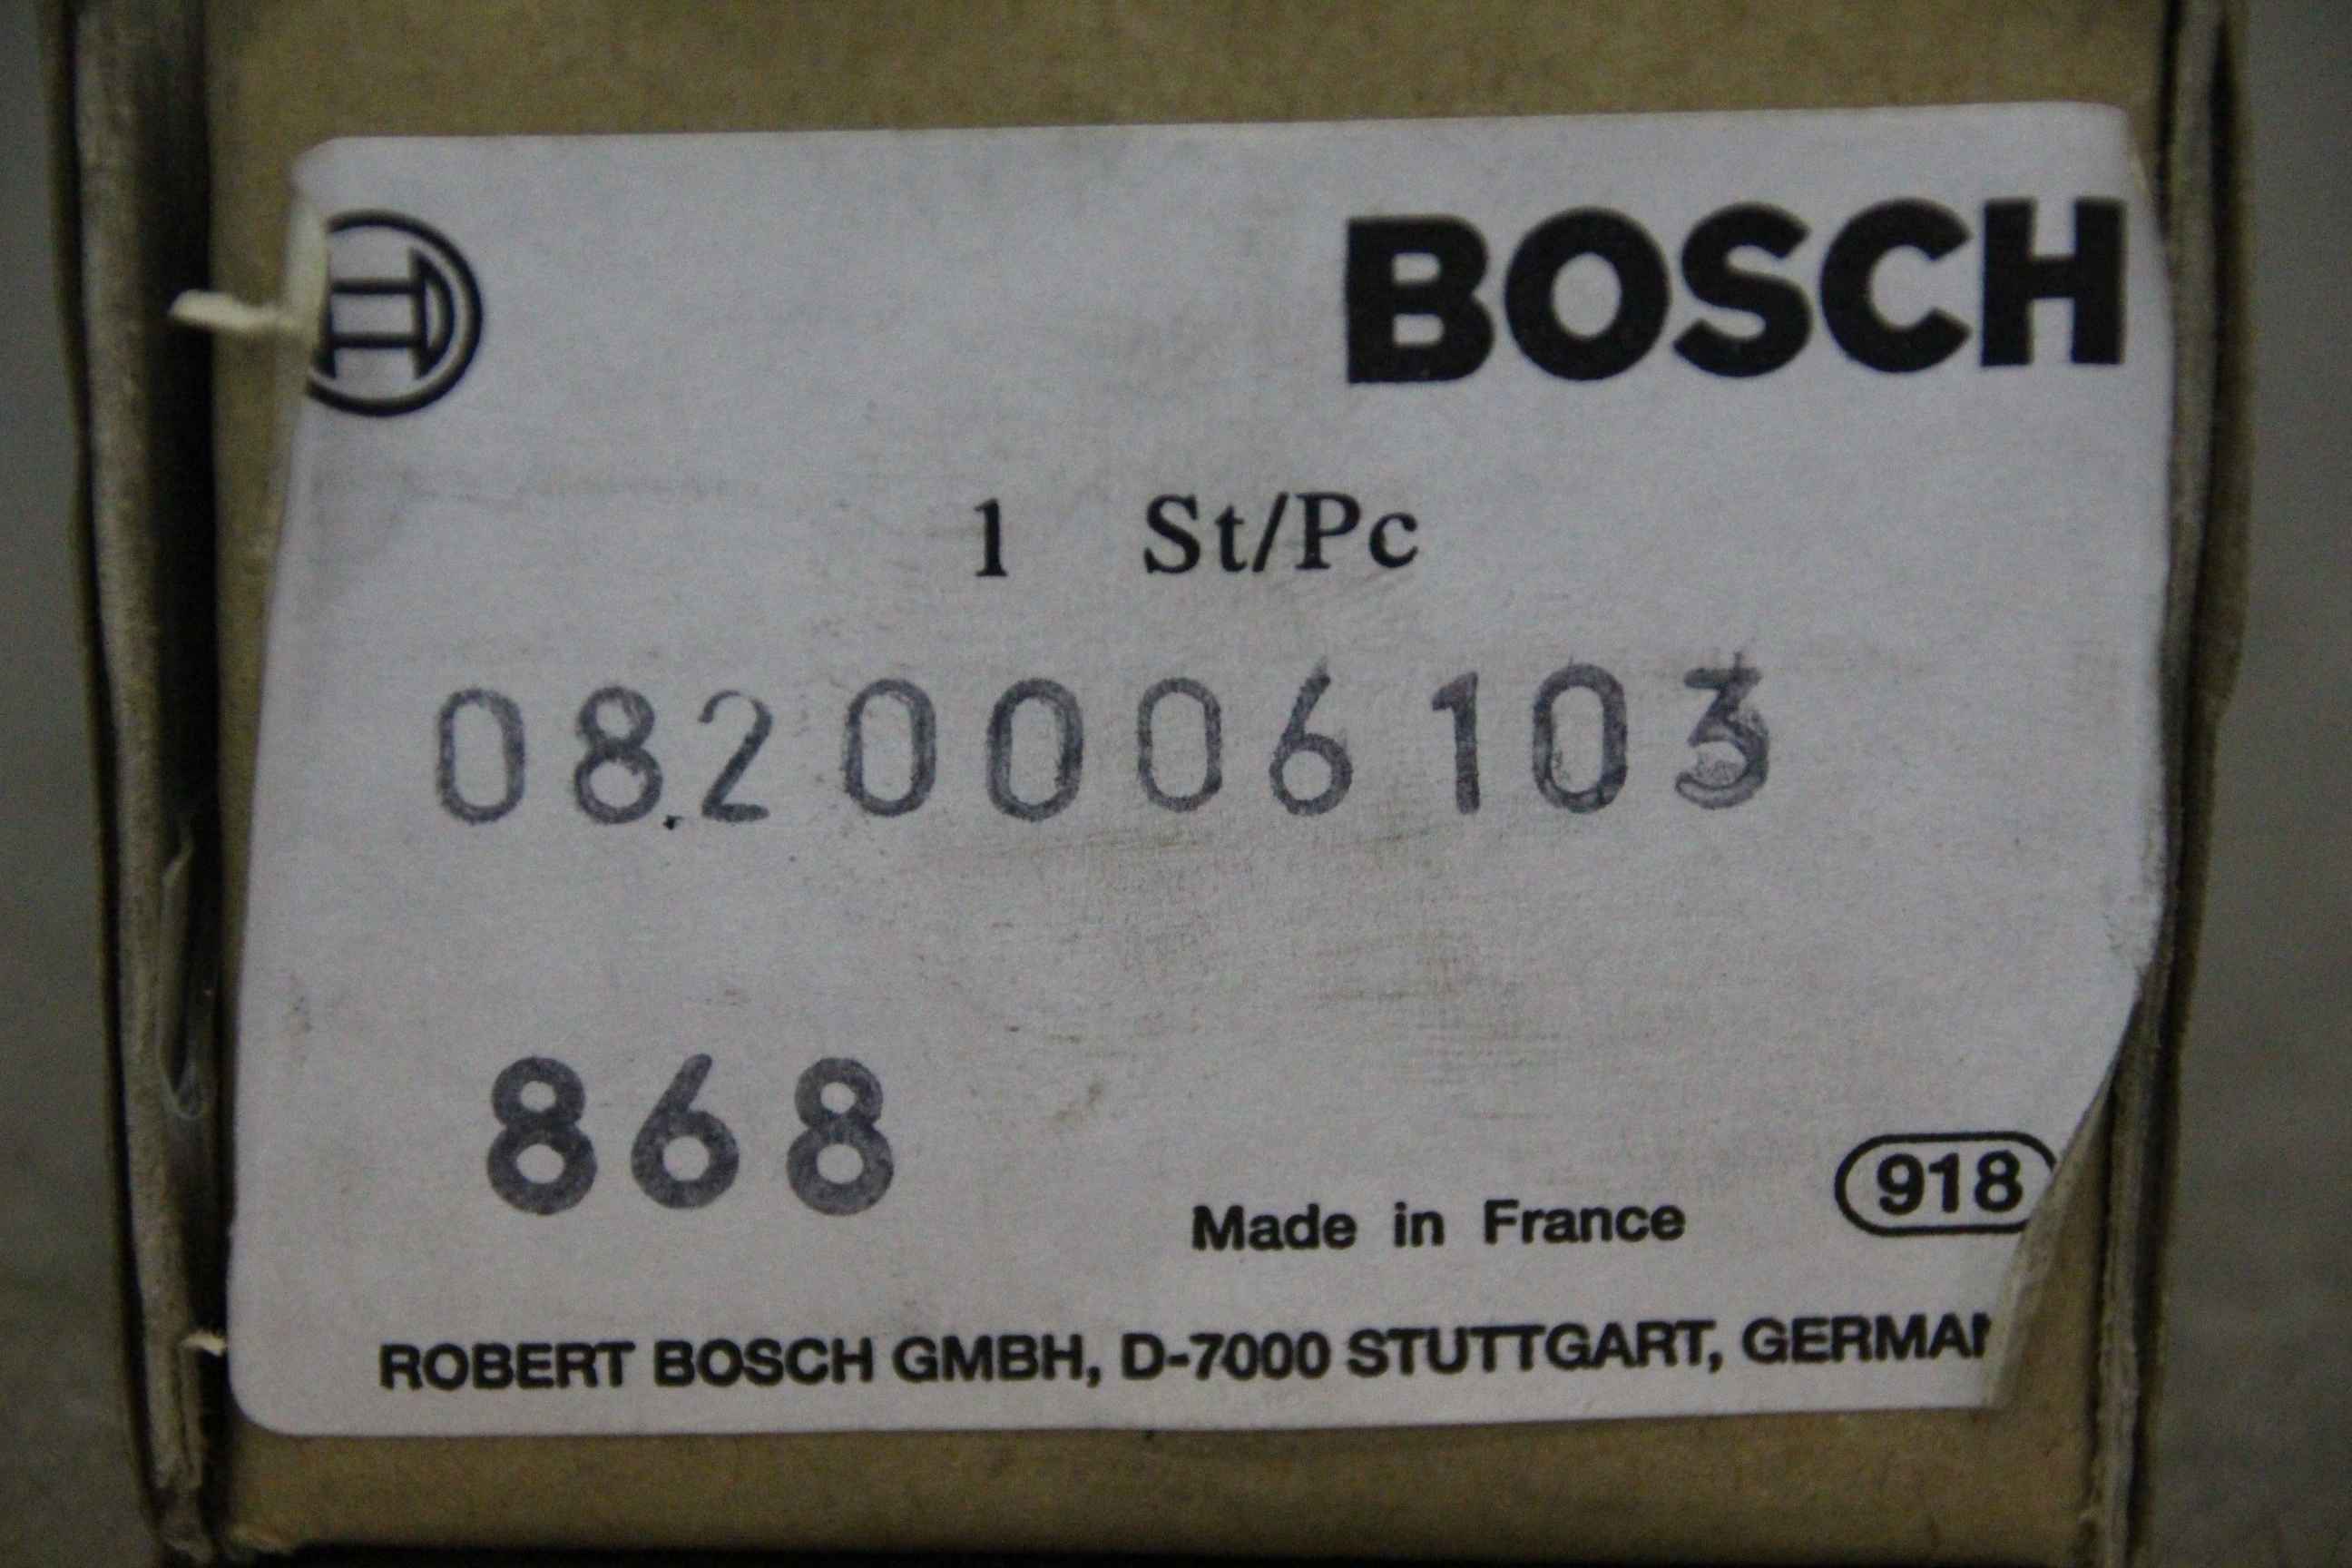 BOSCH
1 St/Pc
0820006103
868
918
Made in France
ROBERT BOSCH GMBH, D-7000 STUTTGART, GERMAN